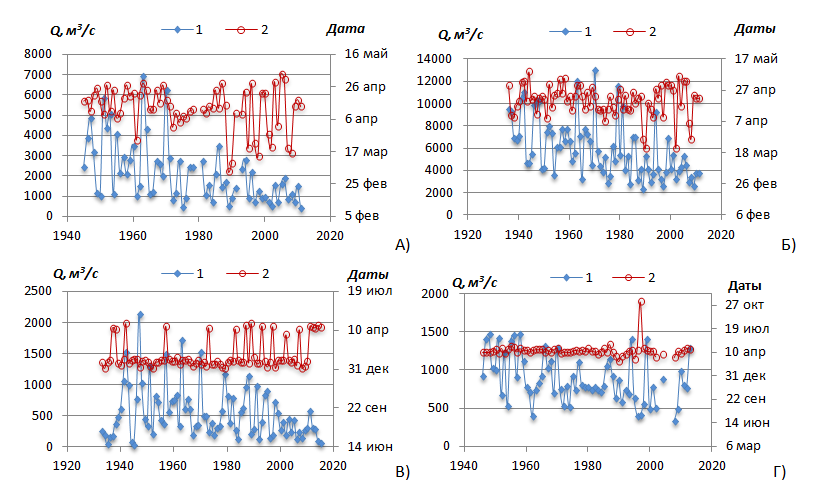 Q, м³/с 1 2 Дата
8000 16 май
7000 26 апр
6000
5000 6 апр
4000
3000 17 мар
2000 25 фев
1000
0 5 фев
1940 1960 1980 2000 2020
А)
Q, м³/с 1 2 Даты
14000 17 май
12000 27 апр
10000
8000 7 апр
6000 18 мар
4000
2000 26 фев
0 6 фев
1920 1940 1960 1980 2000 2020
Б)
Q, м³/с 1 2 Даты
2500 19 июл
2000 10 апр
1500
31 дек
1000
22 сен
500
0 14 июн
1920 1940 1960 1980 2000 2020
В)
Q, м³/с 1 2 Даты
2000 27 окт
19 июл
1500
10 апр
1000 31 дек
22 сен
500
14 июн
0 6 мар
1940 1960 1980 2000 2020
Г)